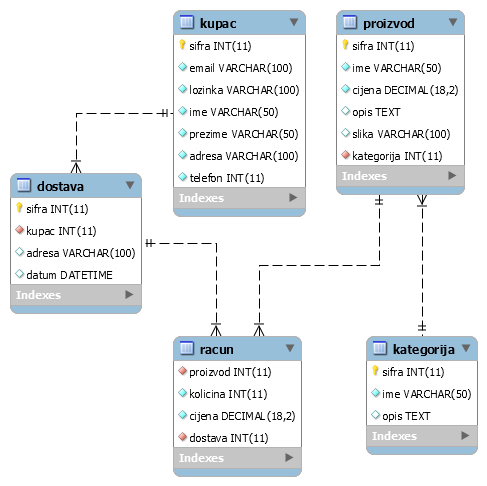 kupac
sifra INT(11)
email VARCHAR(100)
lozinka VARCHAR(100)
ime VARCHAR(50)
prezime VARCHAR(50)
adresa VARCHAR(100)
telefon INT(11)
Indexes
proizvod
sifra INT(11)
ime VARCHAR(50)
cijena DECIMAL(18,2)
opis TEXT
slika VARCHAR(100)
kategorija INT(11)
Indexes
dostava
sifra INT(11)
kupac INT(11)
adresa VARCHAR(100)
datum DATETIME
Indexes
racun
proizvod INT(11)
kolicina INT(11)
cijena DECIMAL(18,2)
dostava INT(11)
Indexes
kategorija
sifra INT(11)
ime VARCHAR(50)
opis TEXT
Indexes